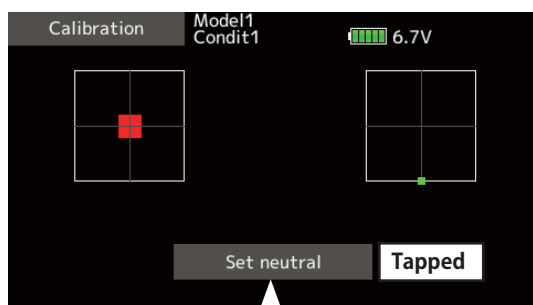 Calibration
Model1
Condit1
6.7V
Set neutral
Tapped